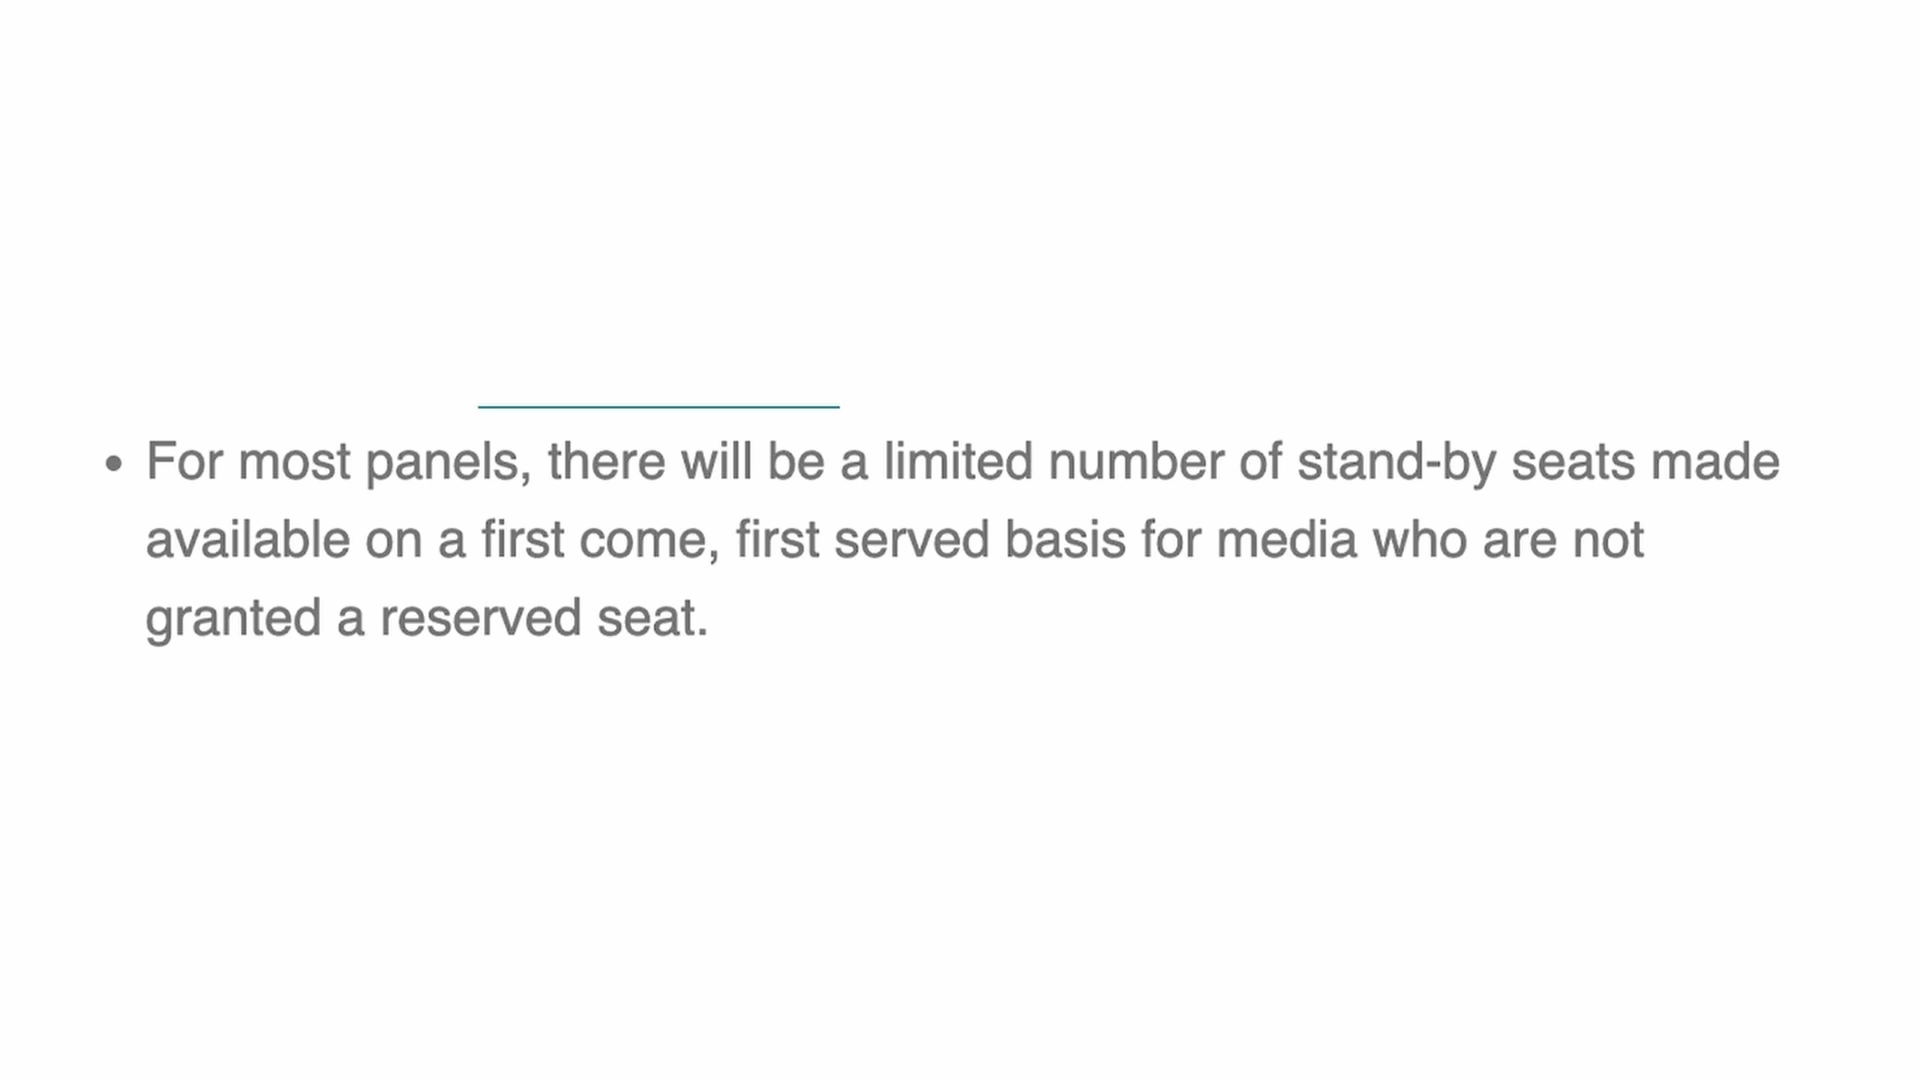 • For most panels, there will be a limited number of stand-by seats made
available on a first come, first served basis for media who are not
granted a reserved seat.